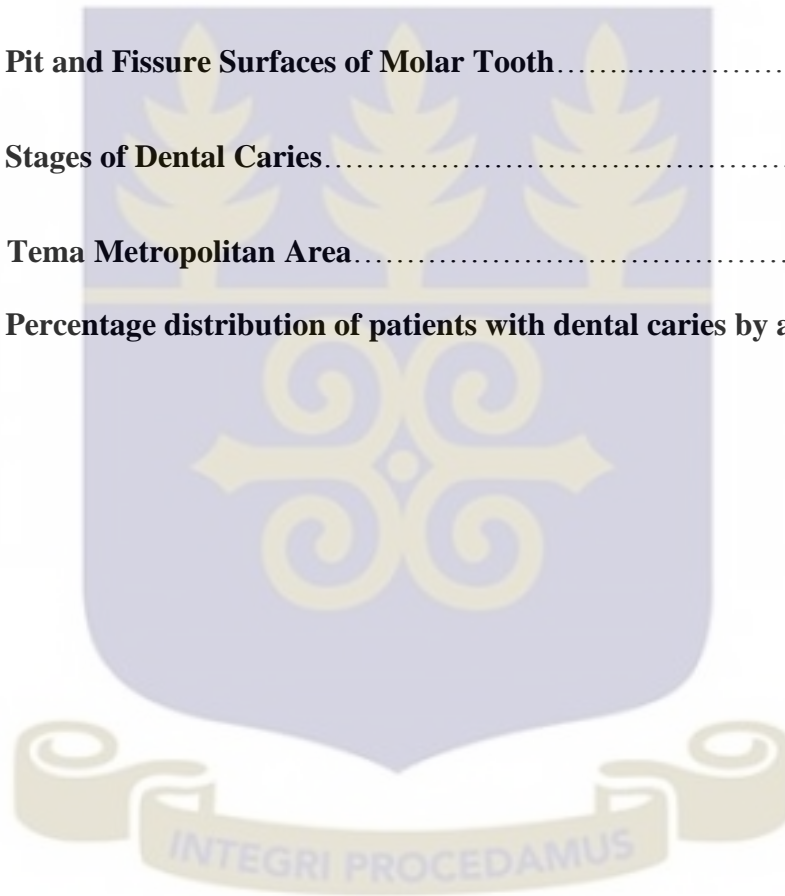 Pit and Fissure Surfaces of Molar Tooth……..……………
Stages of Dental Caries……………………………………….
Tema Metropolitan Area…………………………………….
Percentage distribution of patients with dental caries by a
INTEGRI PROCEDAMUS